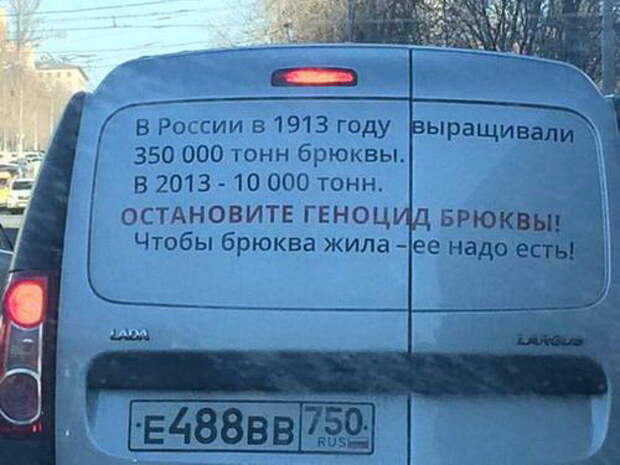 В России в 1913 году выращивали
350 000 тонн брюквы.
В 2013 - 10 000 тонн.
ОСТАНОВИТЕ ГЕНОЦИД БРЮКВЫ!
Чтобы брюква жила – ее надо есть!
LADA LARGUS
Е488ВВ 750
RUS